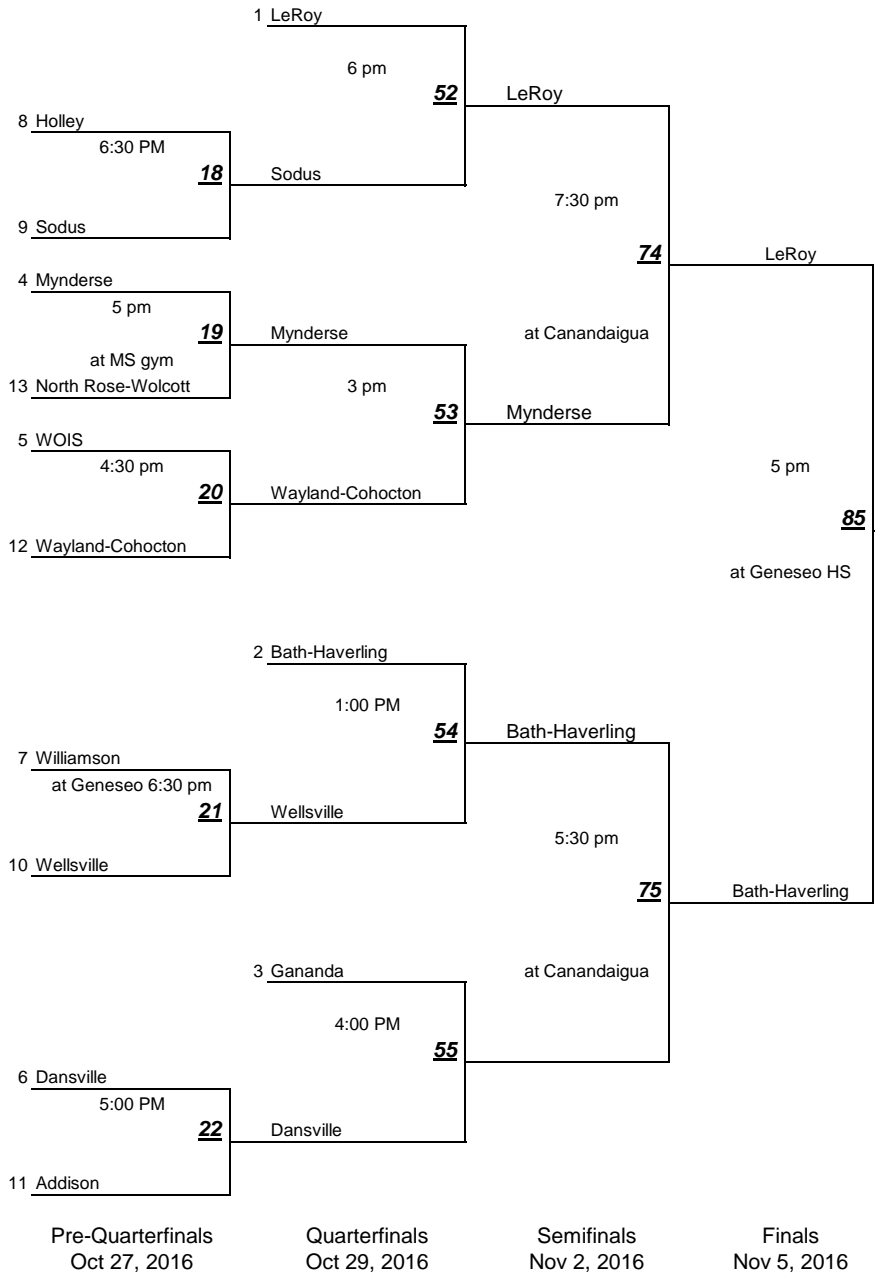 1 LeRoy
6 pm
52
LeRoy
8 Holley
6:30 PM
18
Sodus
7:30 pm
9 Sodus
74
LeRoy
4 Mynderse
5 pm
19
Mynderse
at Canandaigua
at MS gym
13 North Rose-Wolcott
3 pm
53
Mynderse
5 WOIS
4:30 pm
5 pm
20
Wayland-Cohocton
85
12 Wayland-Cohocton
at Geneseo HS
2 Bath-Haverling
1:00 PM
54
Bath-Haverling
7 Williamson
at Geneseo 6:30 pm
21
Wellsville
5:30 pm
10 Wellsville
75
Bath-Haverling
3 Gananda
at Canandaigua
4:00 PM
55
6 Dansville
5:00 PM
22
Dansville
11 Addison
Pre-Quarterfinals
Oct 27, 2016
Quarterfinals
Oct 29, 2016
Semifinals
Nov 2, 2016
Finals
Nov 5, 2016